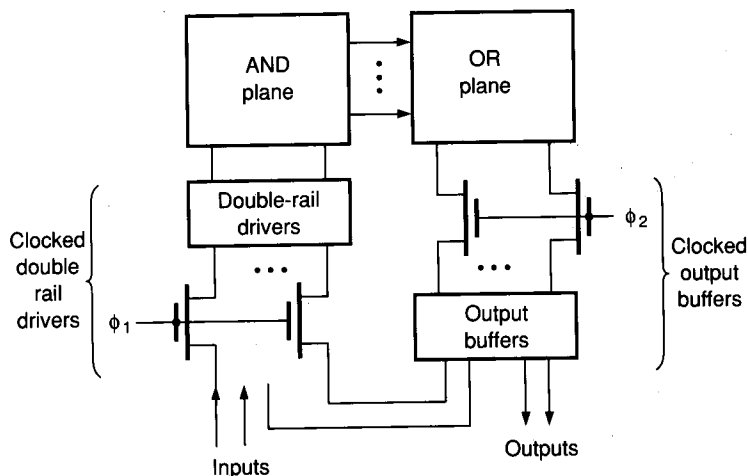 AND
plane
OR
plane
Double-rail
drivers
Clocked
double
rail
drivers
ϕ1
ϕ2
Clocked
output
buffers
Output
buffers
Inputs
Outputs